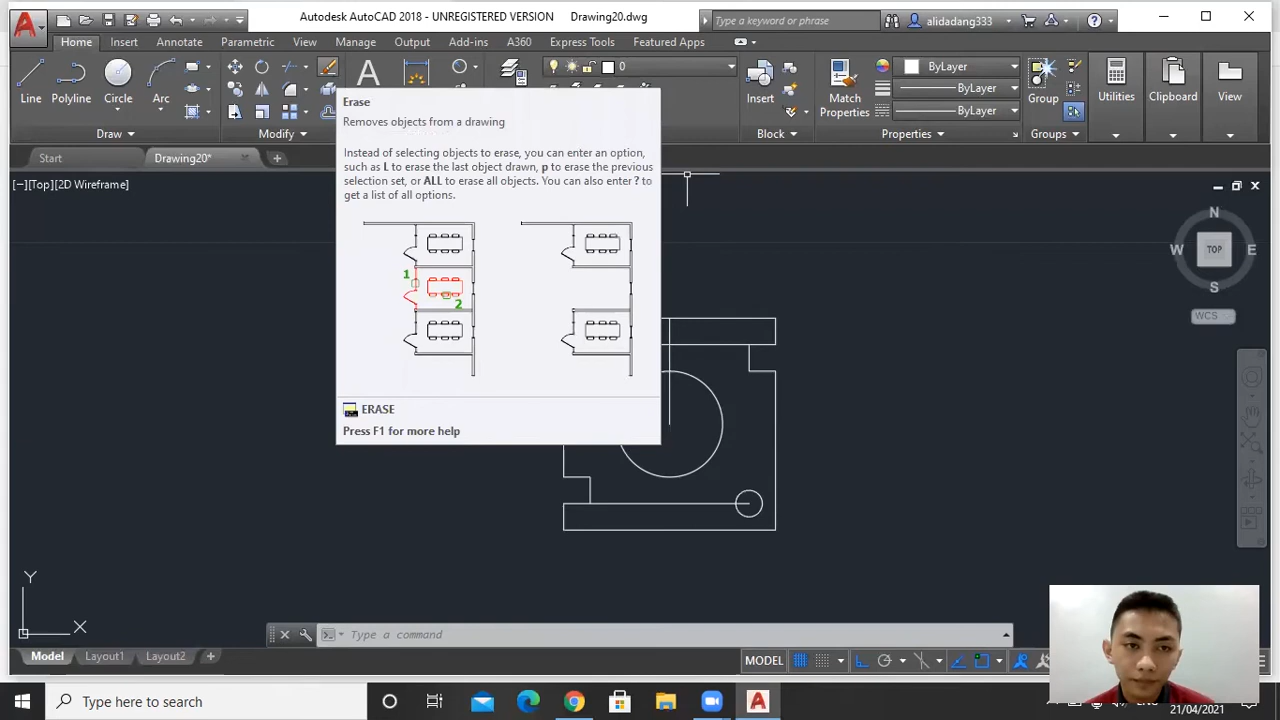 Autodesk AutoCAD 2018 - UNREGISTERED VERSION Drawing20.dwg
Type a keyword or phrase
alidadang333
Home Insert Annotate Parametric View Manage Output Add-ins A360 Express Tools Featured Apps
Line Polyline Circle Arc
0
Insert
Match Properties
ByLayer
ByLayer
ByLayer
Group
Utilities
Clipboard
View
Draw Modify Block Properties Groups
Start Drawing20*
[−][Top][2D Wireframe]
Erase
Removes objects from a drawing
Instead of selecting objects to erase, you can enter an option,
such as L to erase the last object drawn, p to erase the previous
selection set, or ALL to erase all objects. You can also enter ? to
get a list of all options.
1
2
ERASE
Press F1 for more help
N
W TOP E
S
WCS
Y
X
Type a command
Model Layout1 Layout2
MODEL
Type here to search
21/04/2021